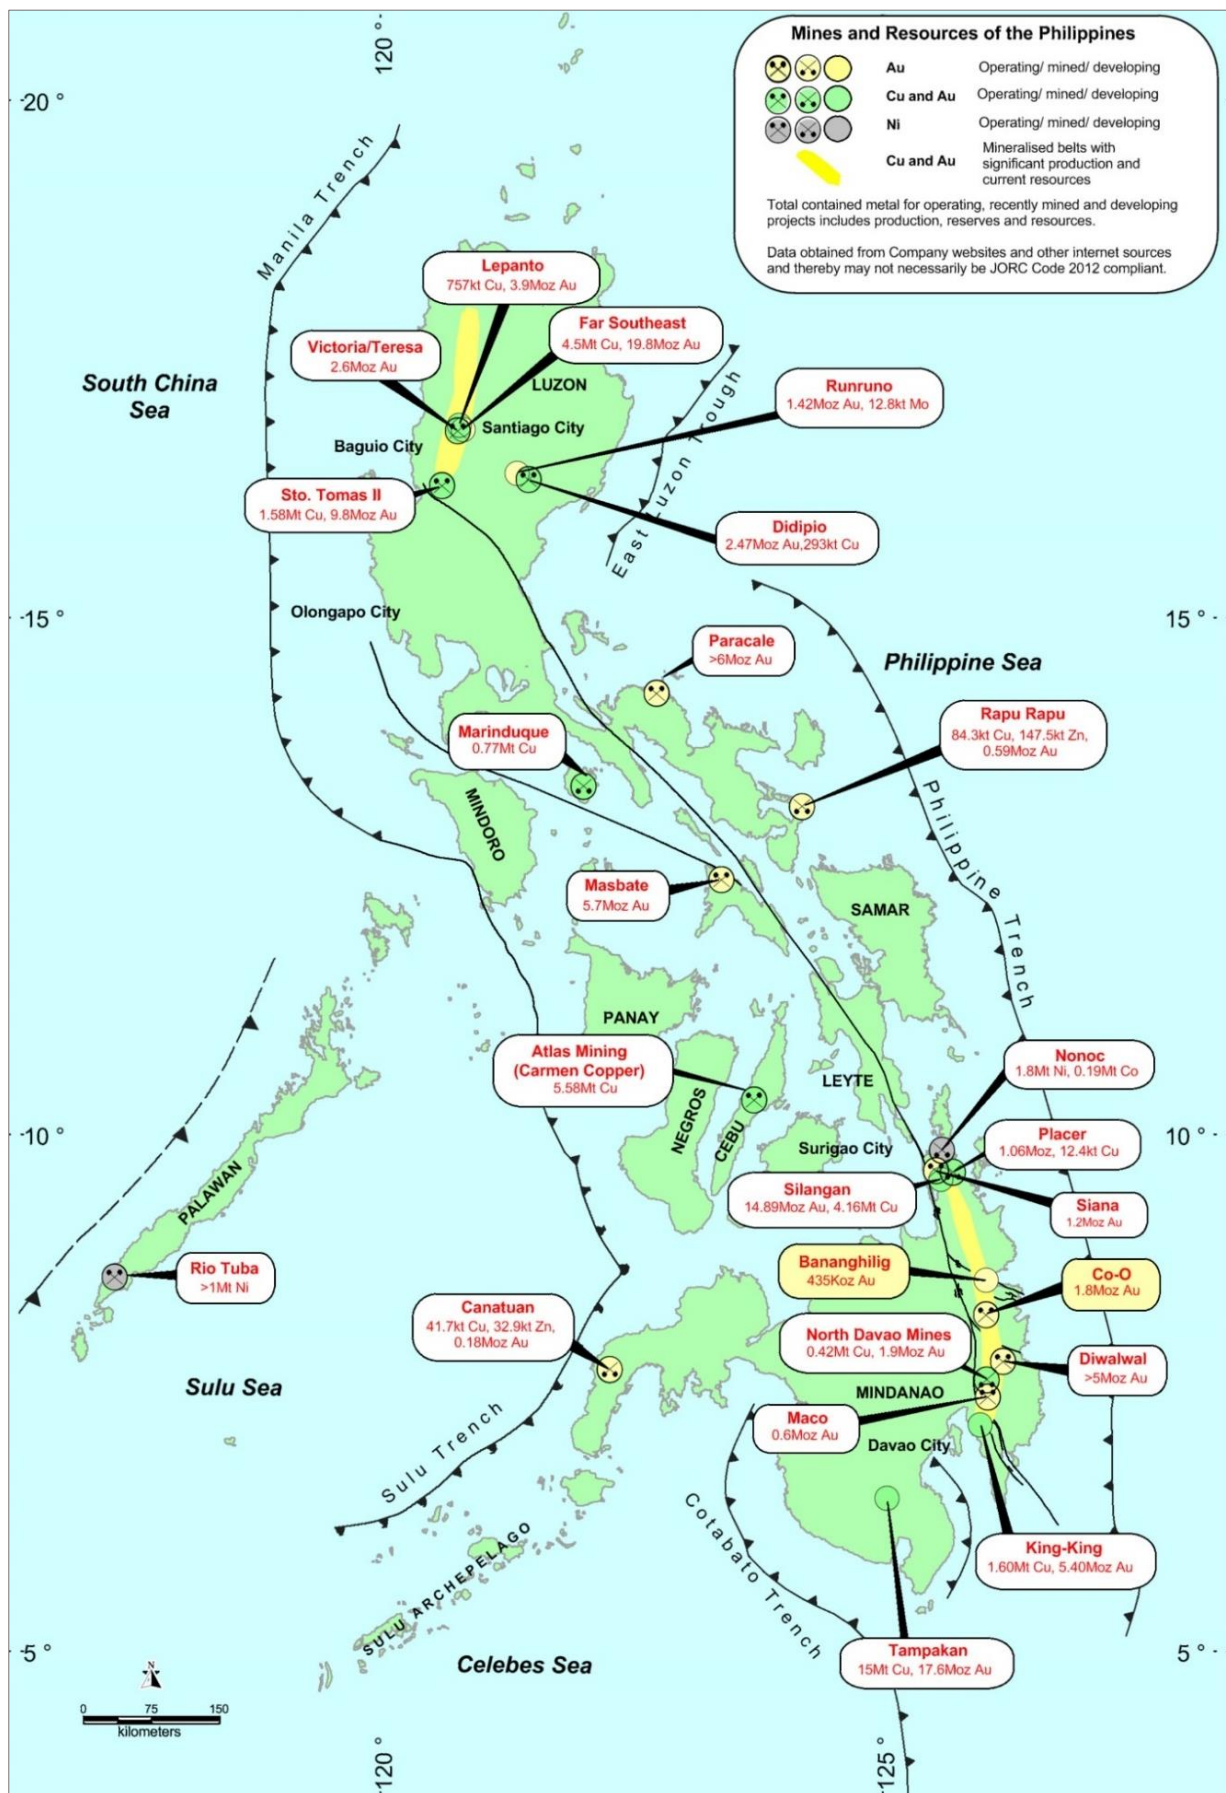 120 °
Mines and Resources of the Philippines
Au Operating/ mined/ developing
Cu and Au Operating/ mined/ developing
Ni Operating/ mined/ developing
Cu and Au Mineralised belts with
significant production and
current resources
Total contained metal for operating, recently mined and developing
projects includes production, reserves and resources.
Data obtained from Company websites and other internet sources
and thereby may not necessarily be JORC Code 2012 compliant.
20 °
Manila Trench
Lepanto
757kt Cu, 3.9Moz Au
Far Southeast
4.5Mt Cu, 19.8Moz Au
Victoria/Teresa
2.6Moz Au
South China
Sea
LUZON
Runruno
1.42Moz Au, 12.8kt Mo
East Luzon Trough
Santiago City
Baguio City
Sto. Tomas II
1.58Mt Cu, 9.8Moz Au
Didipio
2.47Moz Au,293kt Cu
Olongapo City
15 °
15 °
Paracale
>6Moz Au
Philippine Sea
Rapu Rapu
84.3kt Cu, 147.5kt Zn,
0.59Moz Au
Marinduque
0.77Mt Cu
MINDORO
Philippine Trench
Masbate
5.7Moz Au
SAMAR
PANAY
Atlas Mining
(Carmen Copper)
5.58Mt Cu
NEGROS
CEBU
LEYTE
Nonoc
1.8Mt Ni, 0.19Mt Co
10 °
10 °
Surigao City
Placer
1.06Moz, 12.4kt Cu
Silangan
14.89Moz Au, 4.16Mt Cu
Siana
1.2Moz Au
PALAWAN
Rio Tuba
>1Mt Ni
Bananghilig
435Koz Au
Co-O
1.8Moz Au
Canatuan
41.7kt Cu, 32.9kt Zn,
0.18Moz Au
North Davao Mines
0.42Mt Cu, 1.9Moz Au
Diwalwal
>5Moz Au
Sulu Sea
MINDANAO
Maco
0.6Moz Au
Davao City
Sulu Trench
Cotabato Trench
King-King
1.60Mt Cu, 5.40Moz Au
SULU ARCHEPELAGO
Tampakan
15Mt Cu, 17.6Moz Au
5 °
5 °
Celebes Sea
N
0 75 150
kilometers
120 °
125 °